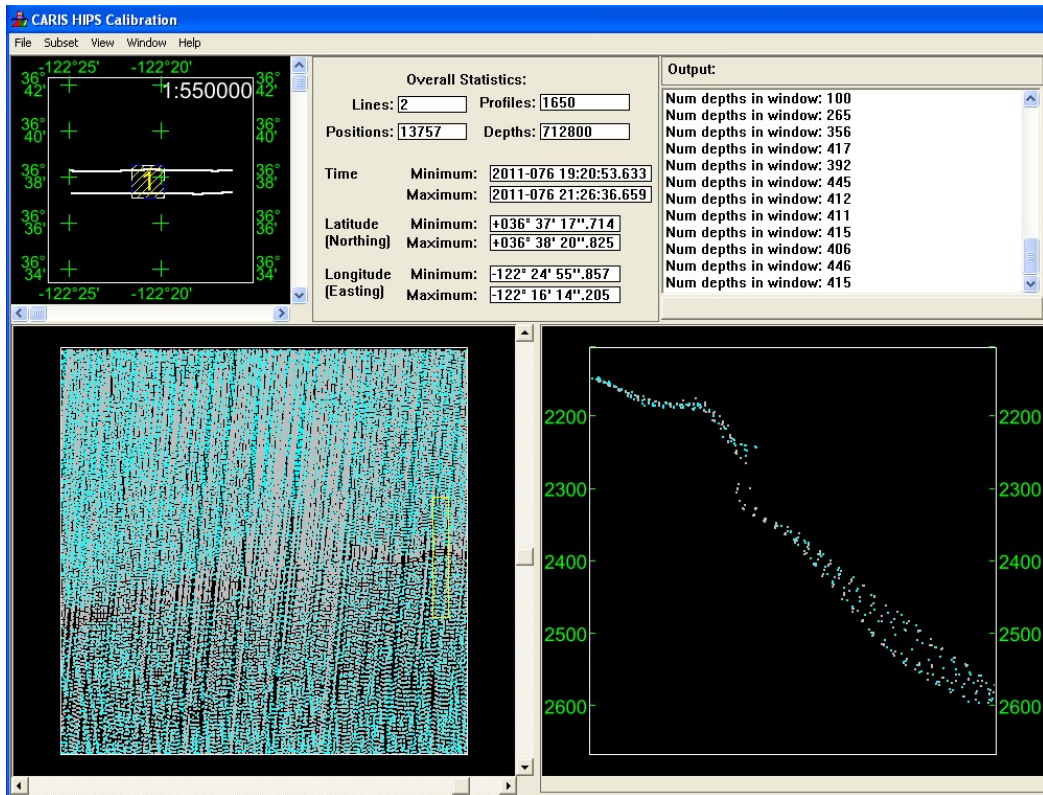 CARIS HIPS Calibration
File Subset View Window Help
-122°25' -122°20'
1:550000
36° 42' 36° 42'
36° 40' 36° 40'
36° 38' 36° 38'
1
36° 36' 36° 36'
36° 34' 36° 34'
-122°25' -122°20'
Overall Statistics:
Lines: 2 Profiles: 1650
Positions: 13757 Depths: 712800
Time Minimum: 2011-076 19:20:53.633
Maximum: 2011-076 21:26:36.659
Latitude Minimum: +036° 37' 17".714
(Northing) Maximum: +036° 38' 20".825
Longitude Minimum: -122° 24' 55".857
(Easting) Maximum: -122° 16' 14".205
Output:
Num depths in window: 100
Num depths in window: 265
Num depths in window: 356
Num depths in window: 417
Num depths in window: 392
Num depths in window: 445
Num depths in window: 412
Num depths in window: 411
Num depths in window: 415
Num depths in window: 406
Num depths in window: 446
Num depths in window: 415
2200 2200
2300 2300
2400 2400
2500 2500
2600 2600